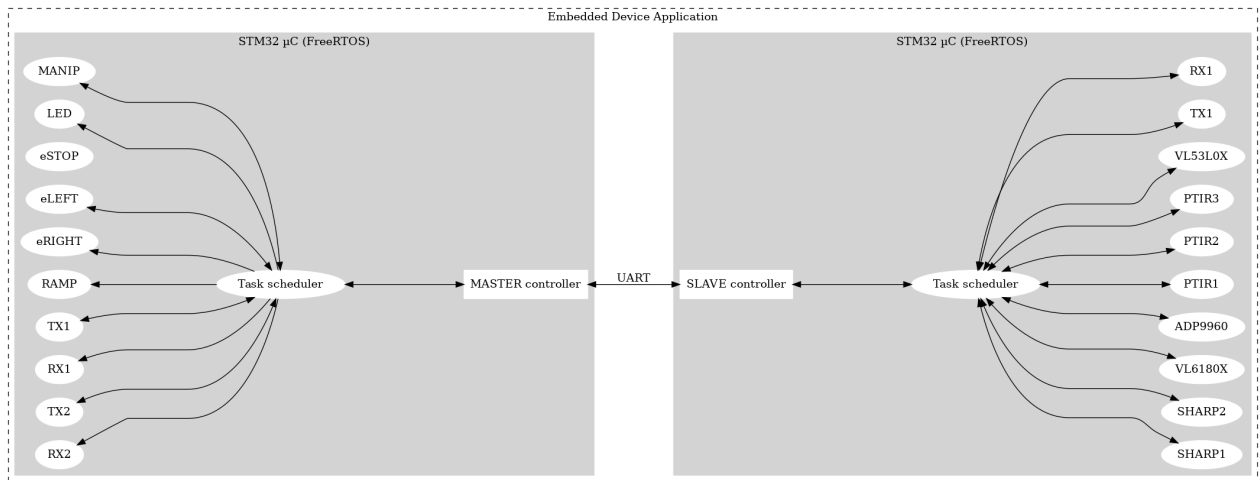 Embedded Device Application
STM32 µC (FreeRTOS)
MANIP
LED
eSTOP
eLEFT
eRIGHT
RAMP
TX1
RX1
TX2
RX2
Task scheduler
MASTER controller
UART
STM32 µC (FreeRTOS)
SLAVE controller
Task scheduler
RX1
TX1
VL53L0X
PTIR3
PTIR2
PTIR1
ADP9960
VL6180X
SHARP2
SHARP1